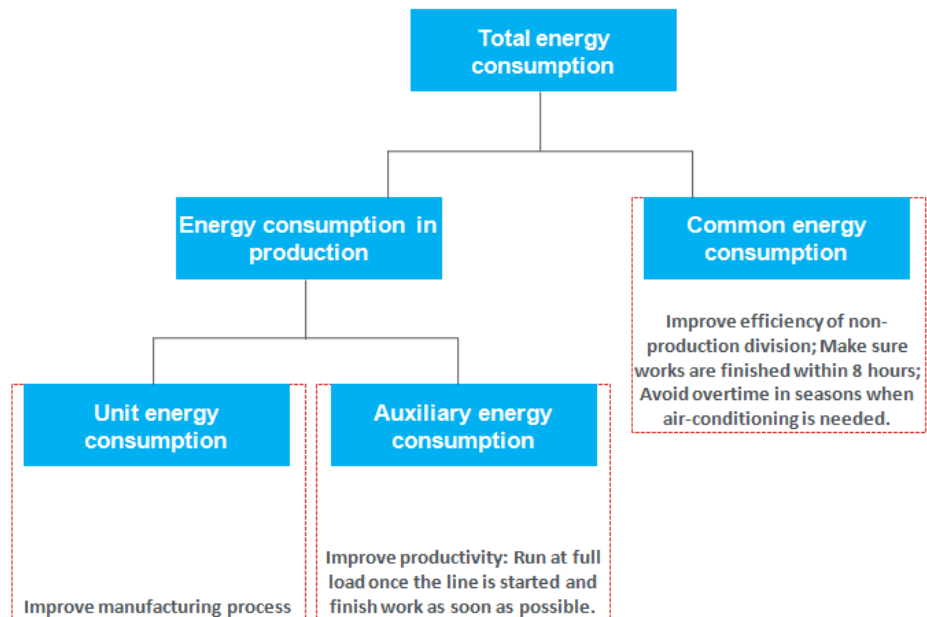 Total energy
consumption
Energy consumption in
production
Common energy
consumption
Improve efficiency of non-
production division; Make sure
works are finished within 8 hours;
Avoid overtime in seasons when
air-conditioning is needed.
Unit energy
consumption
Auxiliary energy
consumption
Improve manufacturing process
Improve productivity: Run at full
load once the line is started and
finish work as soon as possible.